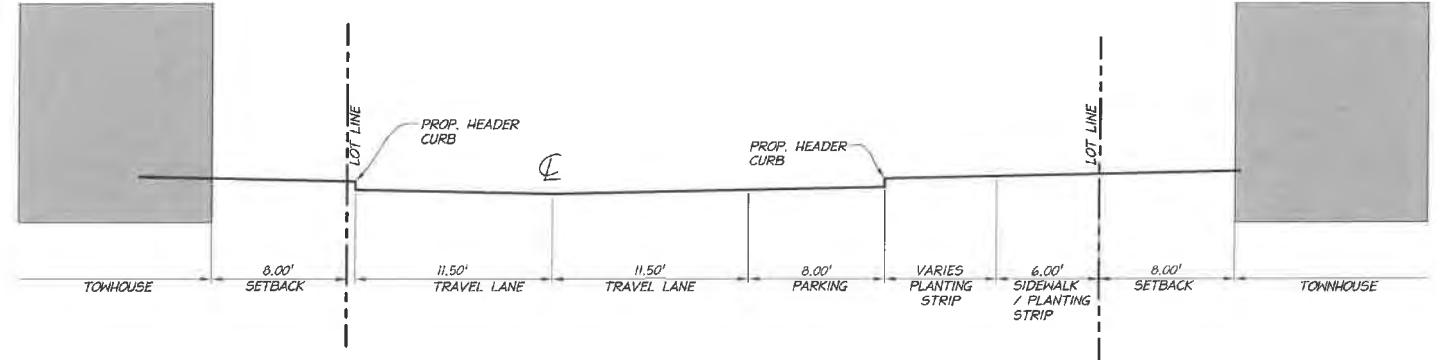 LOT LINE
PROP. HEADER
CURB
℄
PROP. HEADER
CURB
LOT LINE
8.00'
11.50'
11.50'
8.00'
VARIES
6.00'
8.00'
TOWHOUSE
SETBACK
TRAVEL LANE
TRAVEL LANE
PARKING
PLANTING
STRIP
SIDEWALK
/ PLANTING
STRIP
SETBACK
TOWNHOUSE